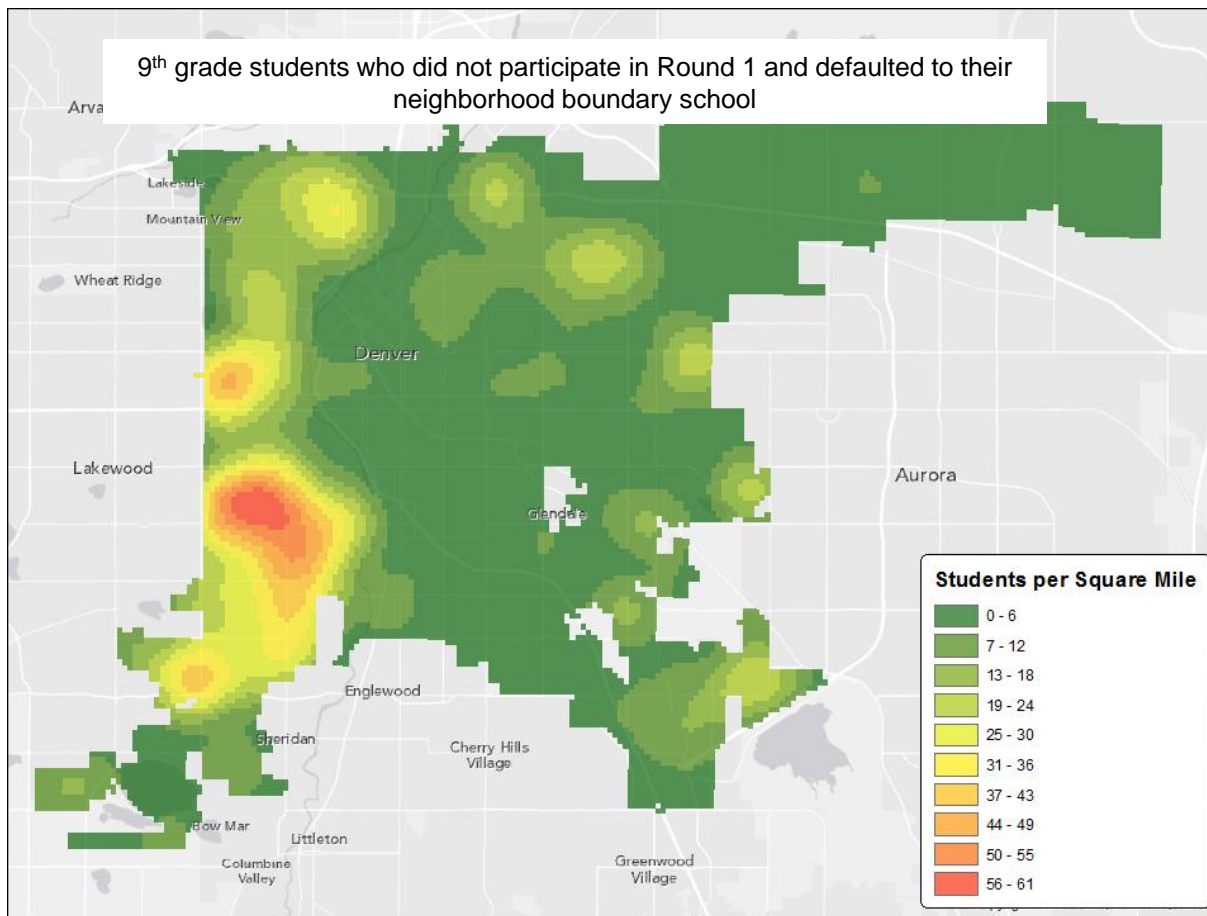 9th grade students who did not participate in Round 1 and defaulted to their
neighborhood boundary school
Arva
Lakeside
Mountain View
Wheat Ridge
Denver
Lakewood
Aurora
Glendale
Englewood
Sheridan
Cherry Hills
Village
Bow Mar
Littleton
Columbine
Valley
Greenwood
Village
Students per Square Mile
0 - 6
7 - 12
13 - 18
19 - 24
25 - 30
31 - 36
37 - 43
44 - 49
50 - 55
56 - 61